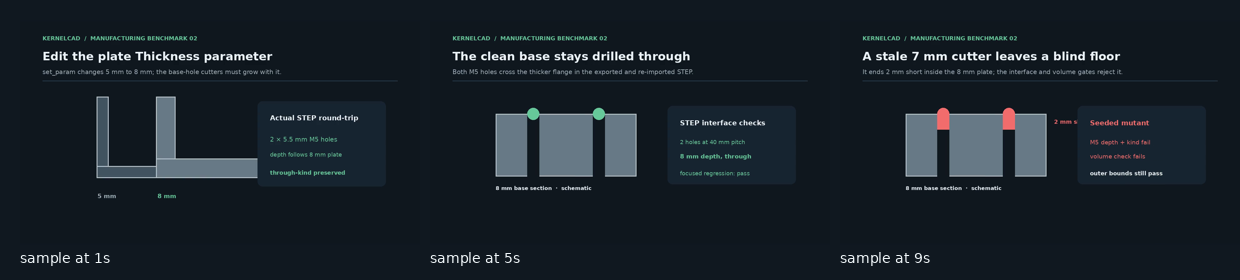 KERNELCAD / MANUFACTURING BENCHMARK 02
Edit the plate Thickness parameter
set_param changes 5 mm to 8 mm; the base-hole cutters must grow with it.
Actual STEP round-trip
2 × 5.5 mm M5 holes
depth follows 8 mm plate
through-kind preserved
5 mm
8 mm
sample at 1s
KERNELCAD / MANUFACTURING BENCHMARK 02
The clean base stays drilled through
Both M5 holes cross the thicker flange in the exported and re-imported STEP.
STEP interface checks
2 holes at 40 mm pitch
8 mm depth, through
focused regression: pass
8 mm base section · schematic
sample at 5s
KERNELCAD / MANUFACTURING BENCHMARK 02
A stale 7 mm cutter leaves a blind floor
It ends 2 mm short inside the 8 mm plate; the interface and volume gates reject it.
2 mm s
Seeded mutant
M5 depth + kind fail
volume check fails
outer bounds still pass
8 mm base section · schematic
sample at 9s